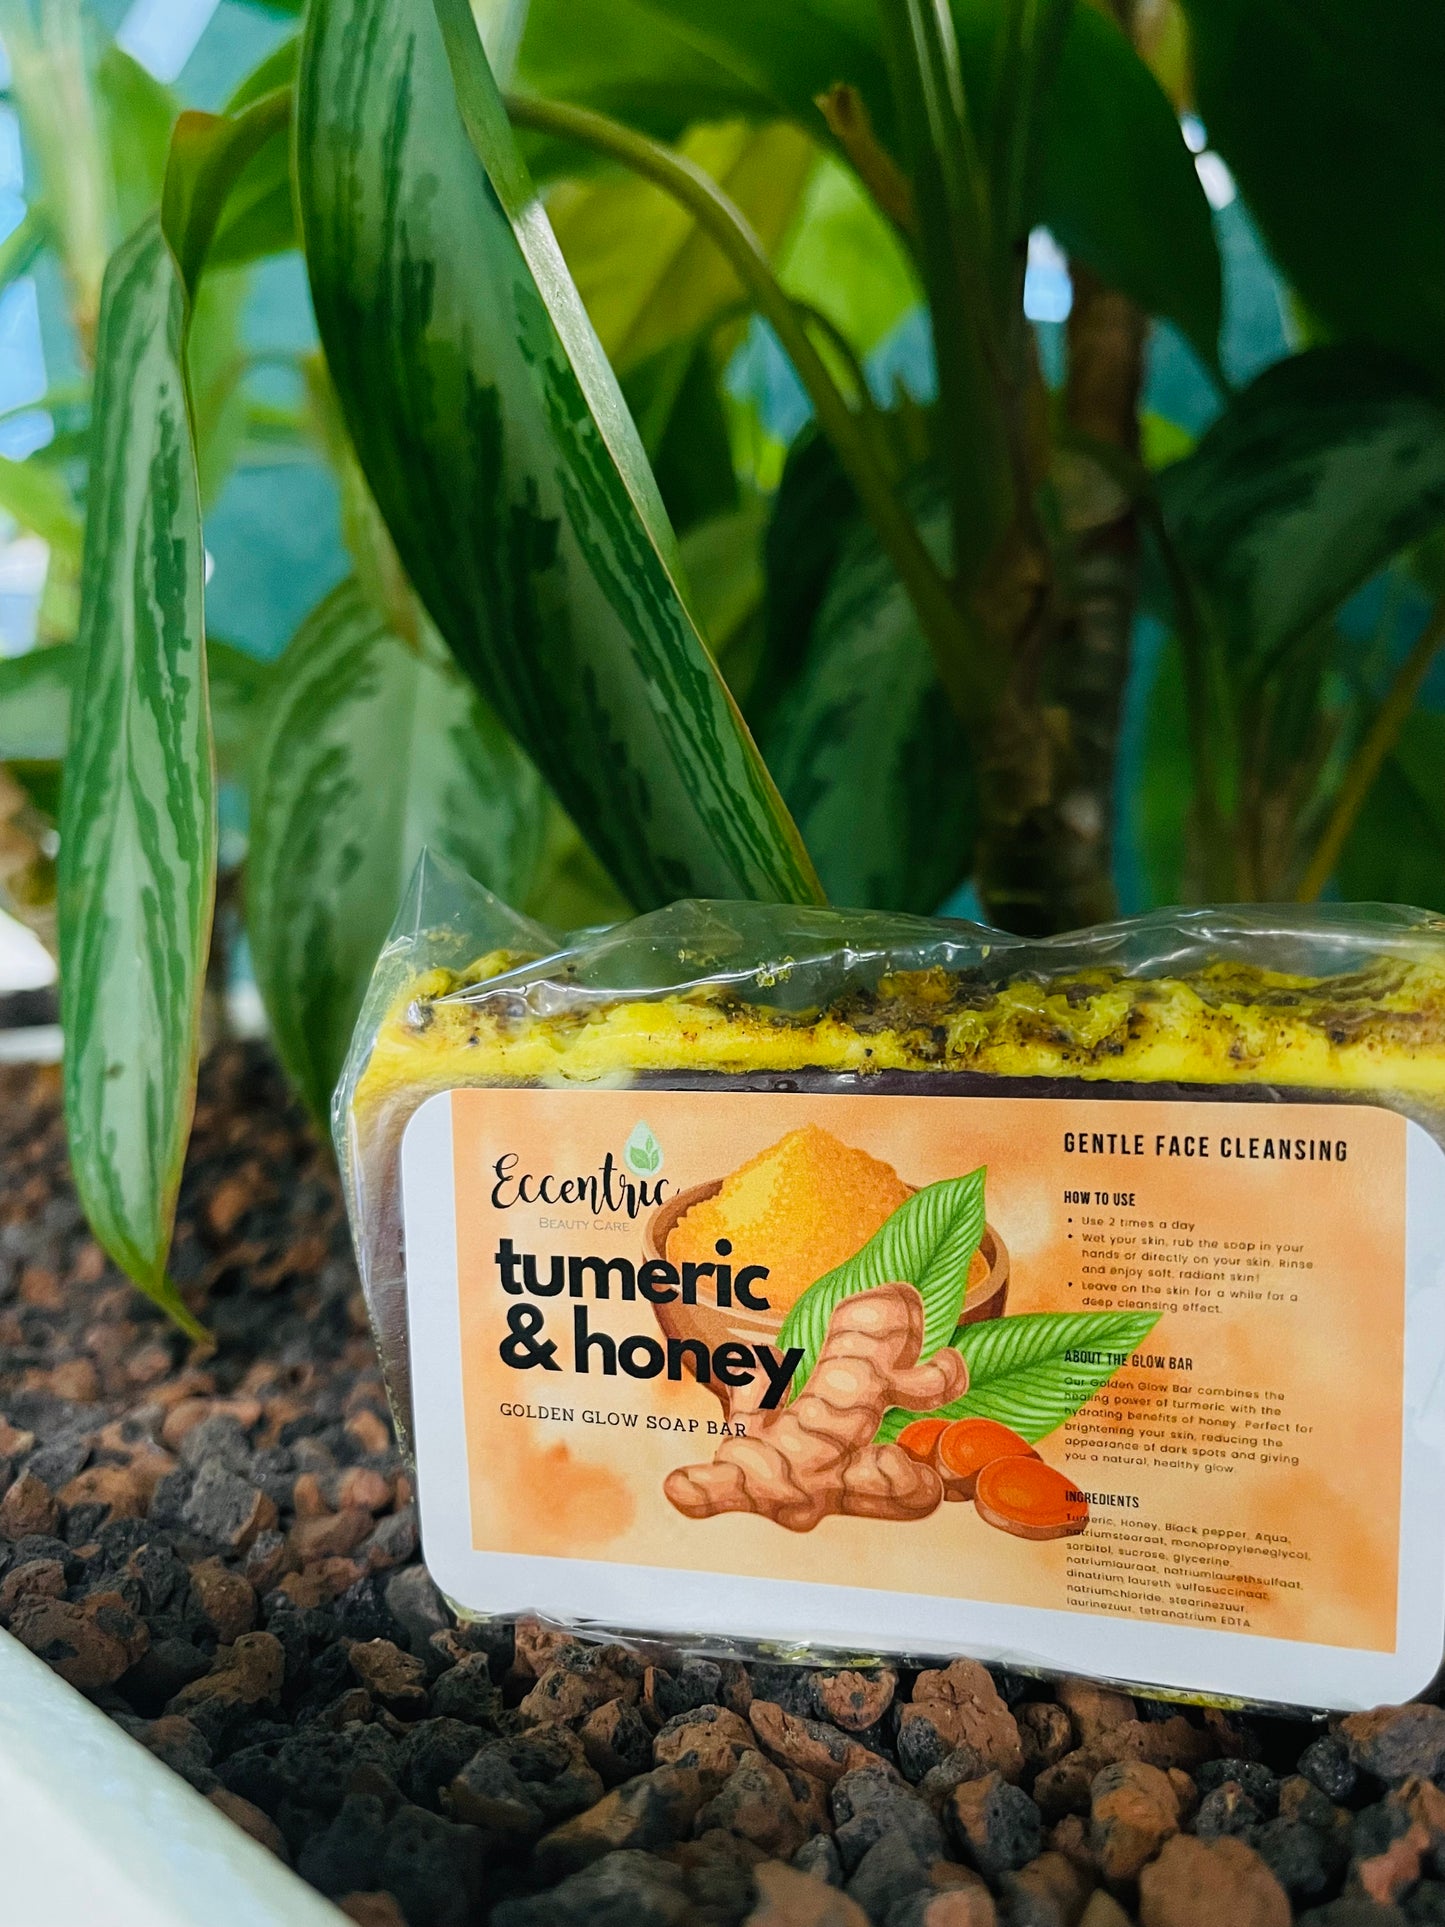 Eccentric
BEAUTY CARE
tumeric
& honey
GOLDEN GLOW SOAP BAR
GENTLE FACE CLEANSING
HOW TO USE
• Use 2 times a day
• Wet your skin, rub the soap in your
hands of directly on your skin. Rinse
and enjoy soft, radiant skin!
• Leave on the skin for a while for a
deep cleansing effect.
ABOUT THE GLOW BAR
Our Golden Glow Bar combines the
healing power of turmeric with the
hydrating benefits of honey. Perfect for
brightening your skin, reducing the
appearance of dark spots and giving
you a natural, healthy glow.
INGREDIENTS
Tumeric, Honey, Black pepper, Aqua,
natriumstearaat, monopropyleneglycol,
sorbitol, sucrose, glycerine,
natriumlauraat, natriumlaurethsulfaat,
dinatrium laureth sulfosuccinaat,
natriumchloride, stearinezuur,
laurinezuur, tetranatrium EDTA